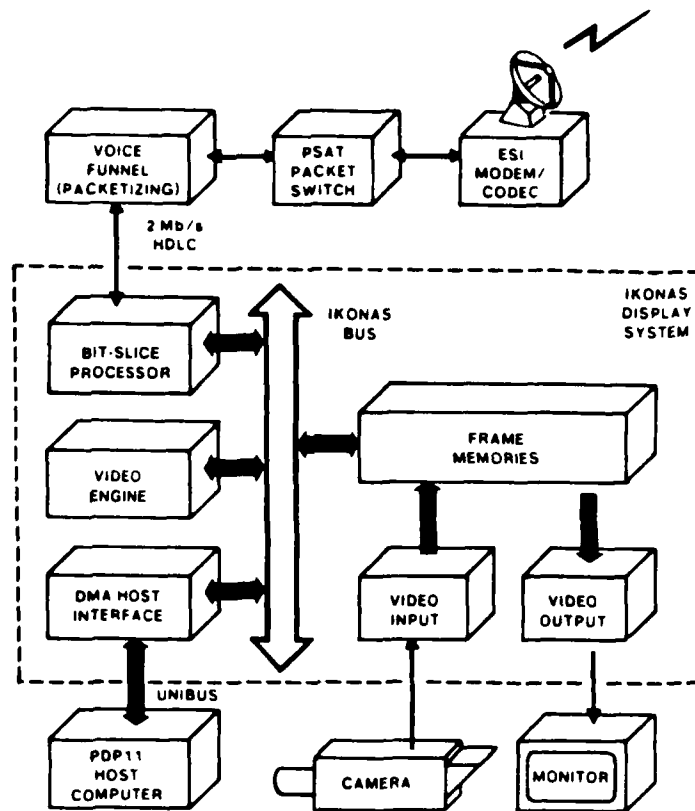 VOICE
FUNNEL
(PACKETIZING)
PSAT
PACKET
SWITCH
ESI
MODEM/
CODEC
2 Mb/s
HDLC
IKONAS
BUS
IKONAS
DISPLAY
SYSTEM
BIT-SLICE
PROCESSOR
FRAME
MEMORIES
VIDEO
ENGINE
DMA HOST
INTERFACE
VIDEO
INPUT
VIDEO
OUTPUT
UNIBUS
PDP11
HOST
COMPUTER
CAMERA
MONITOR